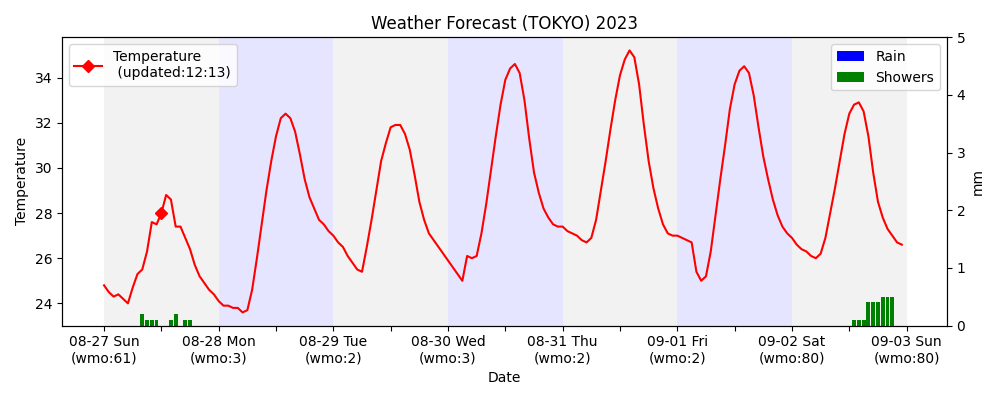 Weather Forecast (TOKYO) 2023
Temperature
(updated:12:13)
Rain
Showers
Temperature
34
32
30
28
26
24
5
4
3
2
1
0
mm
08-27 Sun
(wmo:61)
08-28 Mon
(wmo:3)
08-29 Tue
(wmo:2)
08-30 Wed
(wmo:3)
08-31 Thu
(wmo:2)
09-01 Fri
(wmo:2)
09-02 Sat
(wmo:80)
09-03 Sun
(wmo:80)
Date